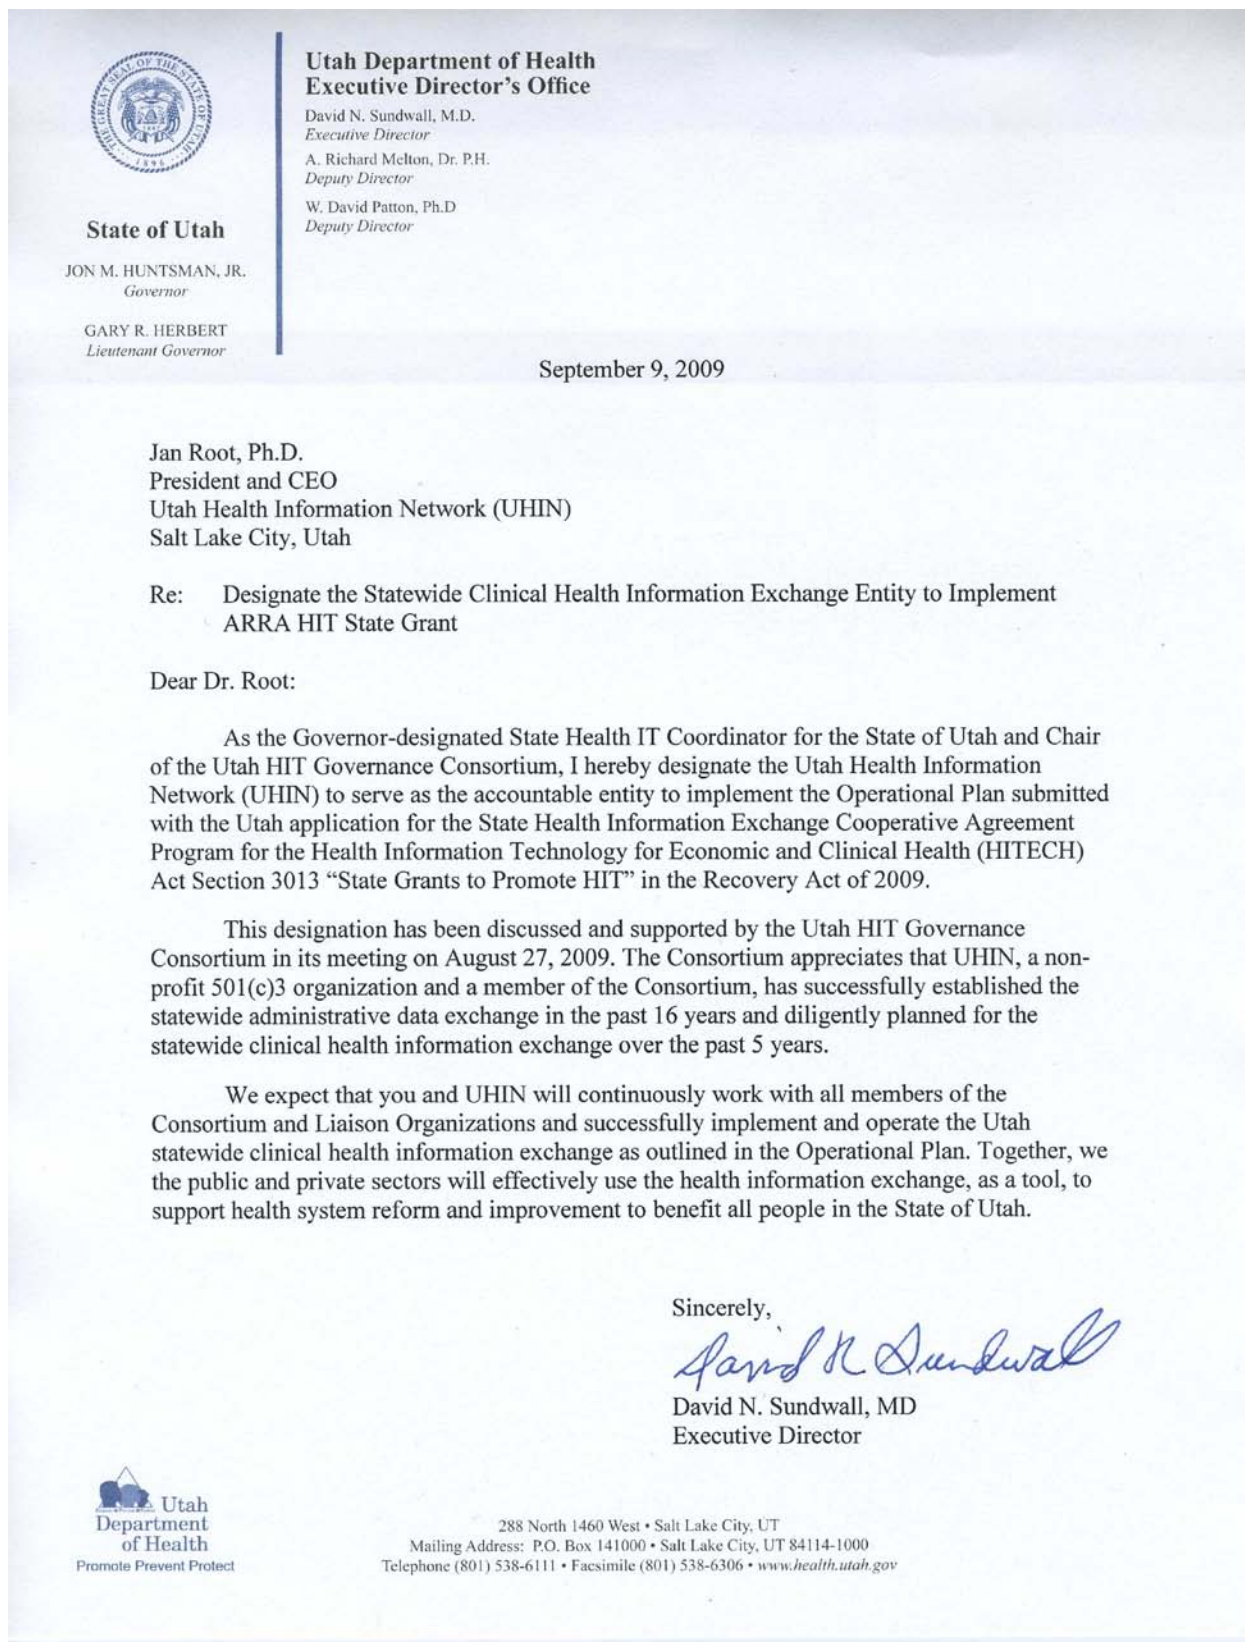 THE GREAT SEAL OF THE STATE OF UTAH
1896
State of Utah
JON M. HUNTSMAN, JR.
Governor
GARY R. HERBERT
Lieutenant Governor
Utah Department of Health
Executive Director's Office
David N. Sundwall, M.D.
Executive Director
A. Richard Melton, Dr. P.H.
Deputy Director
W. David Patton, Ph.D
Deputy Director
September 9, 2009
Jan Root, Ph.D.
President and CEO
Utah Health Information Network (UHIN)
Salt Lake City, Utah
Re: Designate the Statewide Clinical Health Information Exchange Entity to Implement
ARRA HIT State Grant
Dear Dr. Root:
As the Governor-designated State Health IT Coordinator for the State of Utah and Chair
of the Utah HIT Governance Consortium, I hereby designate the Utah Health Information
Network (UHIN) to serve as the accountable entity to implement the Operational Plan submitted
with the Utah application for the State Health Information Exchange Cooperative Agreement
Program for the Health Information Technology for Economic and Clinical Health (HITECH)
Act Section 3013 “State Grants to Promote HIT” in the Recovery Act of 2009.
This designation has been discussed and supported by the Utah HIT Governance
Consortium in its meeting on August 27, 2009. The Consortium appreciates that UHIN, a non-
profit 501(c)3 organization and a member of the Consortium, has successfully established the
statewide administrative data exchange in the past 16 years and diligently planned for the
statewide clinical health information exchange over the past 5 years.
We expect that you and UHIN will continuously work with all members of the
Consortium and Liaison Organizations and successfully implement and operate the Utah
statewide clinical health information exchange as outlined in the Operational Plan. Together, we
the public and private sectors will effectively use the health information exchange, as a tool, to
support health system reform and improvement to benefit all people in the State of Utah.
Sincerely,
David N Sundwall
David N. Sundwall, MD
Executive Director
Utah
Department
of Health
Promote Prevent Protect
288 North 1460 West • Salt Lake City, UT
Mailing Address: P.O. Box 141000 • Salt Lake City, UT 84114-1000
Telephone (801) 538-6111 • Facsimile (801) 538-6306 • www.health.utah.gov